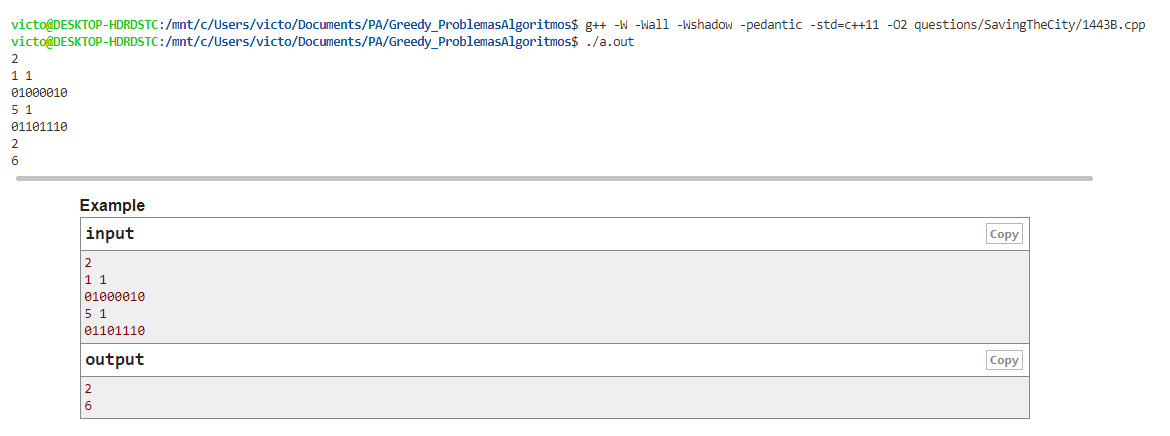 victo@DESKTOP-HDRDSTC:/mnt/c/Users/victo/Documents/PA/Greedy_ProblemasAlgoritmos$ g++ -W -Wall -Wshadow -pedantic -std=c++11 -O2 questions/SavingTheCity/1443B.cpp
victo@DESKTOP-HDRDSTC:/mnt/c/Users/victo/Documents/PA/Greedy_ProblemasAlgoritmos$ ./a.out
2
1 1
01000010
5 1
01101110
2
6
Example
input Copy
2
1 1
01000010
5 1
01101110
output Copy
2
6